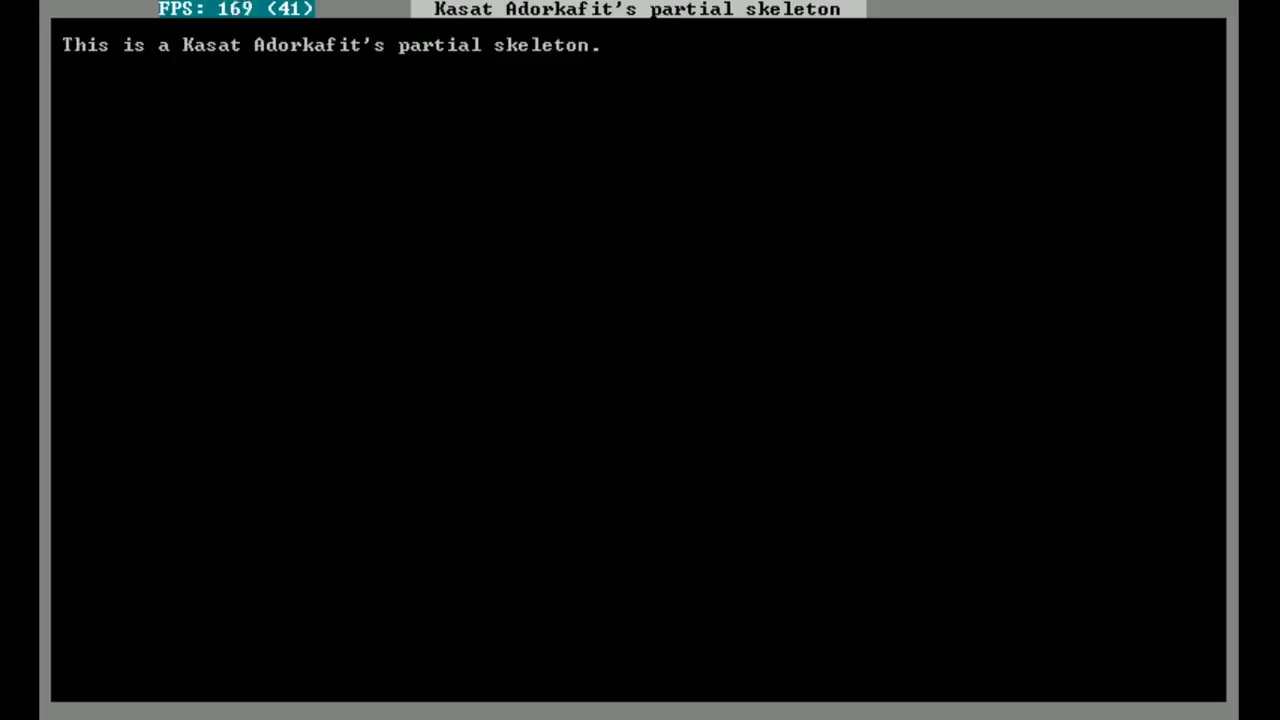 FPS: 169 (41)
Kasat Adorkafit's partial skeleton
This is a Kasat Adorkafit's partial skeleton.